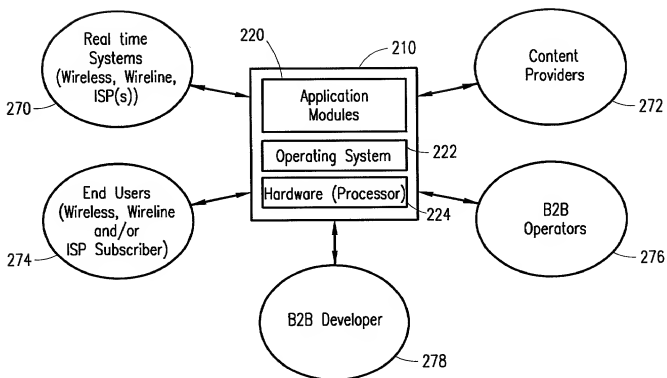 Real time
Systems
(Wireless, Wireline,
ISP(s))
270
220
210
Application
Modules
Operating System
222
Hardware (Processor)
224
Content
Providers
272
End Users
(Wireless, Wireline
and/or
ISP Subscriber)
274
B2B
Operators
276
B2B Developer
278